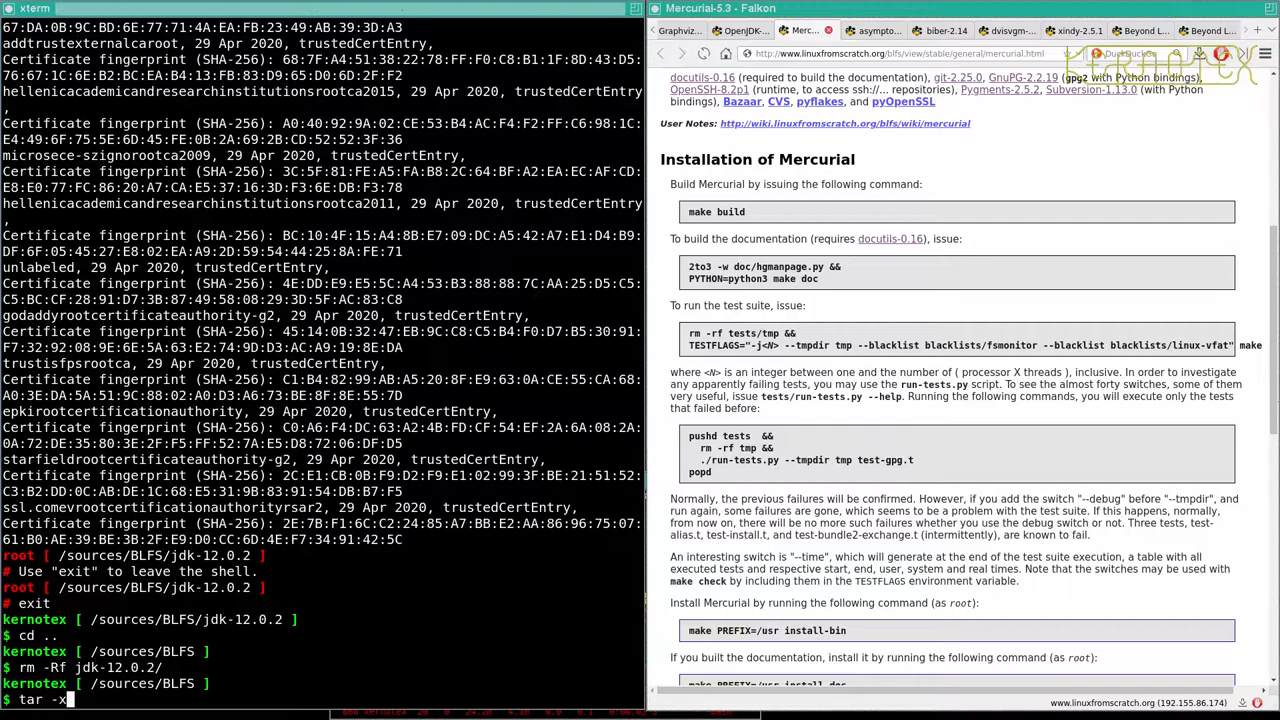 xterm
67:DA:0B:9C:BD:6E:77:71:4A:EA:FB:23:49:AB:39:3D:A3
addtrustexternalcaroot, 29 Apr 2020, trustedCertEntry,
Certificate fingerprint (SHA-256): 68:7F:A4:51:38:22:78:FF:F0:C8:B1:1F:8D:43:D5:
76:67:1C:6E:B2:BC:EA:B4:13:FB:83:D9:65:D0:6D:2F:F2
hellenicacademicandresearchinstitutionsrootca2015, 29 Apr 2020, trustedCertEntry
,
Certificate fingerprint (SHA-256): A0:40:92:9A:02:CE:53:B4:AC:F4:F2:FF:C6:98:1C:
E4:49:6F:75:5E:6D:45:FE:0B:2A:69:2B:CD:52:52:3F:36
microsece-szignorootca2009, 29 Apr 2020, trustedCertEntry,
Certificate fingerprint (SHA-256): 3C:5F:81:FE:A5:FA:B8:2C:64:BF:A2:EA:EC:AF:CD:
E8:E0:77:FC:86:20:A7:CA:E5:37:16:3D:F3:6E:DB:F3:78
hellenicacademicandresearchinstitutionsrootca2011, 29 Apr 2020, trustedCertEntry
,
Certificate fingerprint (SHA-256): BC:10:4F:15:A4:8B:E7:09:DC:A5:42:A7:E1:D4:B9:
DF:6F:05:45:27:E8:02:EA:A9:2D:59:54:44:25:8A:FE:71
unlabeled, 29 Apr 2020, trustedCertEntry,
Certificate fingerprint (SHA-256): 4E:DD:E9:E5:5C:A4:53:B3:88:88:7C:AA:25:D5:C5:
C5:BC:CF:28:91:D7:3B:87:49:58:08:29:3D:5F:AC:83:C8
godaddyrootcertificateauthority-g2, 29 Apr 2020, trustedCertEntry,
Certificate fingerprint (SHA-256): 45:14:0B:32:47:EB:9C:C8:C5:B4:F0:D7:B5:30:91:
F7:32:92:08:9E:6E:5A:63:E2:74:9D:D3:AC:A9:19:8E:DA
trustisfpsrootca, 29 Apr 2020, trustedCertEntry,
Certificate fingerprint (SHA-256): C1:B4:82:99:AB:A5:20:8F:E9:63:0A:CE:55:CA:68:
A0:3E:DA:5A:51:9C:88:02:A0:D3:A6:73:BE:8F:8E:55:7D
epkirootcertificationauthority, 29 Apr 2020, trustedCertEntry,
Certificate fingerprint (SHA-256): C0:A6:F4:DC:63:A2:4B:FD:CF:54:EF:2A:6A:08:2A:
0A:72:DE:35:80:3E:2F:F5:FF:52:7A:E5:D8:72:06:DF:D5
starfieldrootcertificateauthority-g2, 29 Apr 2020, trustedCertEntry,
Certificate fingerprint (SHA-256): 2C:E1:CB:0B:F9:D2:F9:E1:02:99:3F:BE:21:51:52:
C3:B2:DD:0C:AB:DE:1C:68:E5:31:9B:83:91:54:DB:B7:F5
ssl.comevrootcertificationauthorityrsar2, 29 Apr 2020, trustedCertEntry,
Certificate fingerprint (SHA-256): 2E:7B:F1:6C:C2:24:85:A7:BB:E2:AA:86:96:75:07:
61:B0:AE:39:BE:3B:2F:E9:D0:CC:6D:4E:F7:34:91:42:5C
root [ /sources/BLFS/jdk-12.0.2 ]
# Use "exit" to leave the shell.
root [ /sources/BLFS/jdk-12.0.2 ]
# exit
kernotex [ /sources/BLFS/jdk-12.0.2 ]
$ cd ..
kernotex [ /sources/BLFS ]
$ rm -Rf jdk-12.0.2/
kernotex [ /sources/BLFS ]
$ tar -x
Mercurial-5.3 - Falkon
Graphviz... OpenJDK-... Merc... asympto... biber-2.14 dvisvgm-... xindy-2.5.1 Beyond L... Beyond L...
http://www.linuxfromscratch.org/blfs/view/stable/general/mercurial.html DuckDuckGo
KERNOTEX
docutils-0.16 (required to build the documentation), git-2.25.0, GnuPG-2.2.19 (gpg2 with Python bindings),
OpenSSH-8.2p1 (runtime, to access ssh://... repositories), Pygments-2.5.2, Subversion-1.13.0 (with Python
bindings), Bazaar, CVS, pyflakes, and pyOpenSSL
User Notes: http://wiki.linuxfromscratch.org/blfs/wiki/mercurial
Installation of Mercurial
Build Mercurial by issuing the following command:
make build
To build the documentation (requires docutils-0.16), issue:
2to3 -w doc/hgmanpage.py &&
PYTHON=python3 make doc
To run the test suite, issue:
rm -rf tests/tmp &&
TESTFLAGS="-j<N> --tmpdir tmp --blacklist blacklists/fsmonitor --blacklist blacklists/linux-vfat" make
where <N> is an integer between one and the number of ( processor X threads ), inclusive. In order to investigate
any apparently failing tests, you may use the run-tests.py script. To see the almost forty switches, some of them
very useful, issue tests/run-tests.py --help. Running the following commands, you will execute only the tests
that failed before:
pushd tests &&
rm -rf tmp &&
./run-tests.py --tmpdir tmp test-gpg.t
popd
Normally, the previous failures will be confirmed. However, if you add the switch "--debug" before "--tmpdir", and
run again, some failures are gone, which seems to be a problem with the test suite. If this happens, normally,
from now on, there will be no more such failures whether you use the debug switch or not. Three tests, test-
alias.t, test-install.t, and test-bundle2-exchange.t (intermittently), are known to fail.
An interesting switch is "--time", which will generate at the end of the test suite execution, a table with all
executed tests and respective start, end, user, system and real times. Note that the switches may be used with
make check by including them in the TESTFLAGS environment variable.
Install Mercurial by running the following command (as root):
make PREFIX=/usr install-bin
If you built the documentation, install it by running the following command (as root):
make PREFIX=/usr install-doc
www.linuxfromscratch.org (192.155.86.174)